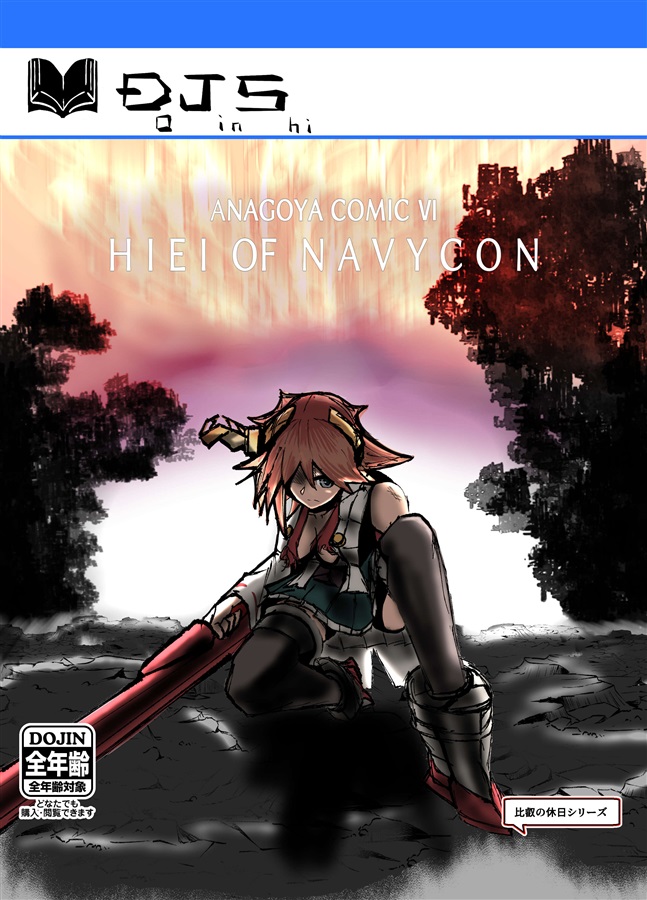 DJS
O in hi
ANAGOYA COMIC VI
HIEI OF NAVYCON
DOJIN
全年齢
全年齢対象
どなたでも
購入・閲覧できます
比叡の休日シリーズ